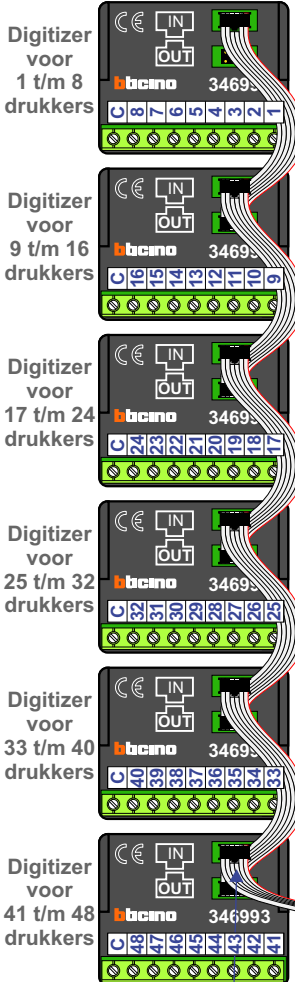 Digitizer
voor
1 t/m 8
drukkers
CE IN
OUT
bticino 34699
C 8 7 6 5 4 3 2 1
Digitizer
voor
9 t/m 16
drukkers
CE IN
OUT
bticino 34699
C 16 15 14 13 12 11 10 9
Digitizer
voor
17 t/m 24
drukkers
CE IN
OUT
bticino 34699
C 24 23 22 21 20 19 18 17
Digitizer
voor
25 t/m 32
drukkers
CE IN
OUT
bticino 34699
C 32 31 30 29 28 27 26 25
Digitizer
voor
33 t/m 40
drukkers
CE IN
OUT
bticino 34699
C 40 39 38 37 36 35 34 33
Digitizer
voor
41 t/m 48
drukkers
CE IN
OUT
bticino 346993
C 48 47 46 45 44 43 42 41